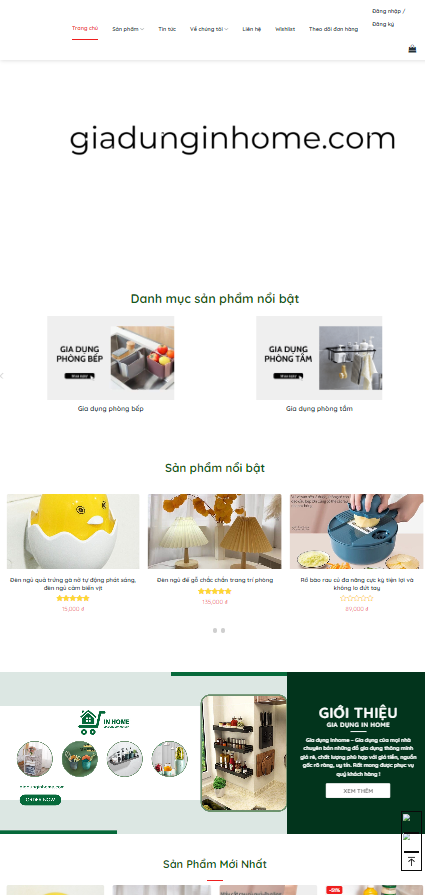 Đăng nhập /
Đăng ký
Trang chủ
Sản phẩm
Tin tức
Về chúng tôi
Liên hệ
Wishlist
Theo dõi đơn hàng
giadunginhome.com
Danh mục sản phẩm nổi bật
GIA DỤNG
PHÒNG BẾP
GIA DỤNG
PHÒNG TẮM
Gia dụng phòng bếp
Gia dụng phòng tắm
Sản phẩm nổi bật
Đèn ngủ quả trứng gà nở tự động phát sáng,
đèn ngủ cảm biến vịt
15,000 ₫
Đèn ngủ đế gỗ chắc chắn trang trí phòng
135,000 ₫
Rổ bào rau củ đa năng cực kỳ tiện lợi và
không lo đứt tay
89,000 ₫
IN HOME
giadunginhome.com
ORDER NOW
GIỚI THIỆU
GIA DỤNG IN HOME
Gia dụng Inhome – Gia dụng của mọi nhà
chuyên bán những đồ gia dụng thông minh
giá rẻ, chất lượng phù hợp với giá tiền, nguồn
gốc rõ ràng, uy tín. Rất mong được phục vụ
quý khách hàng !
XEM THÊM
Sản Phẩm Mới Nhất